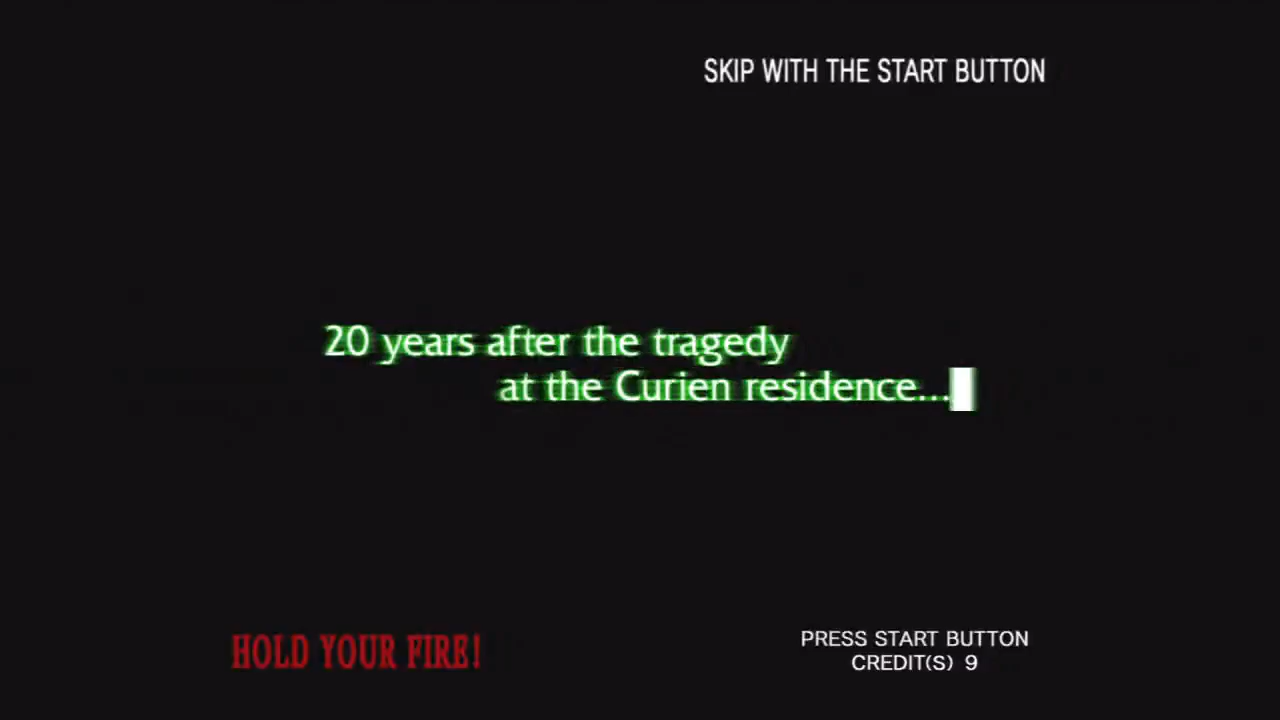 SKIP WITH THE START BUTTON
20 years after the tragedy
at the Curien residence...
HOLD YOUR FIRE!
PRESS START BUTTON
CREDIT(S) 9